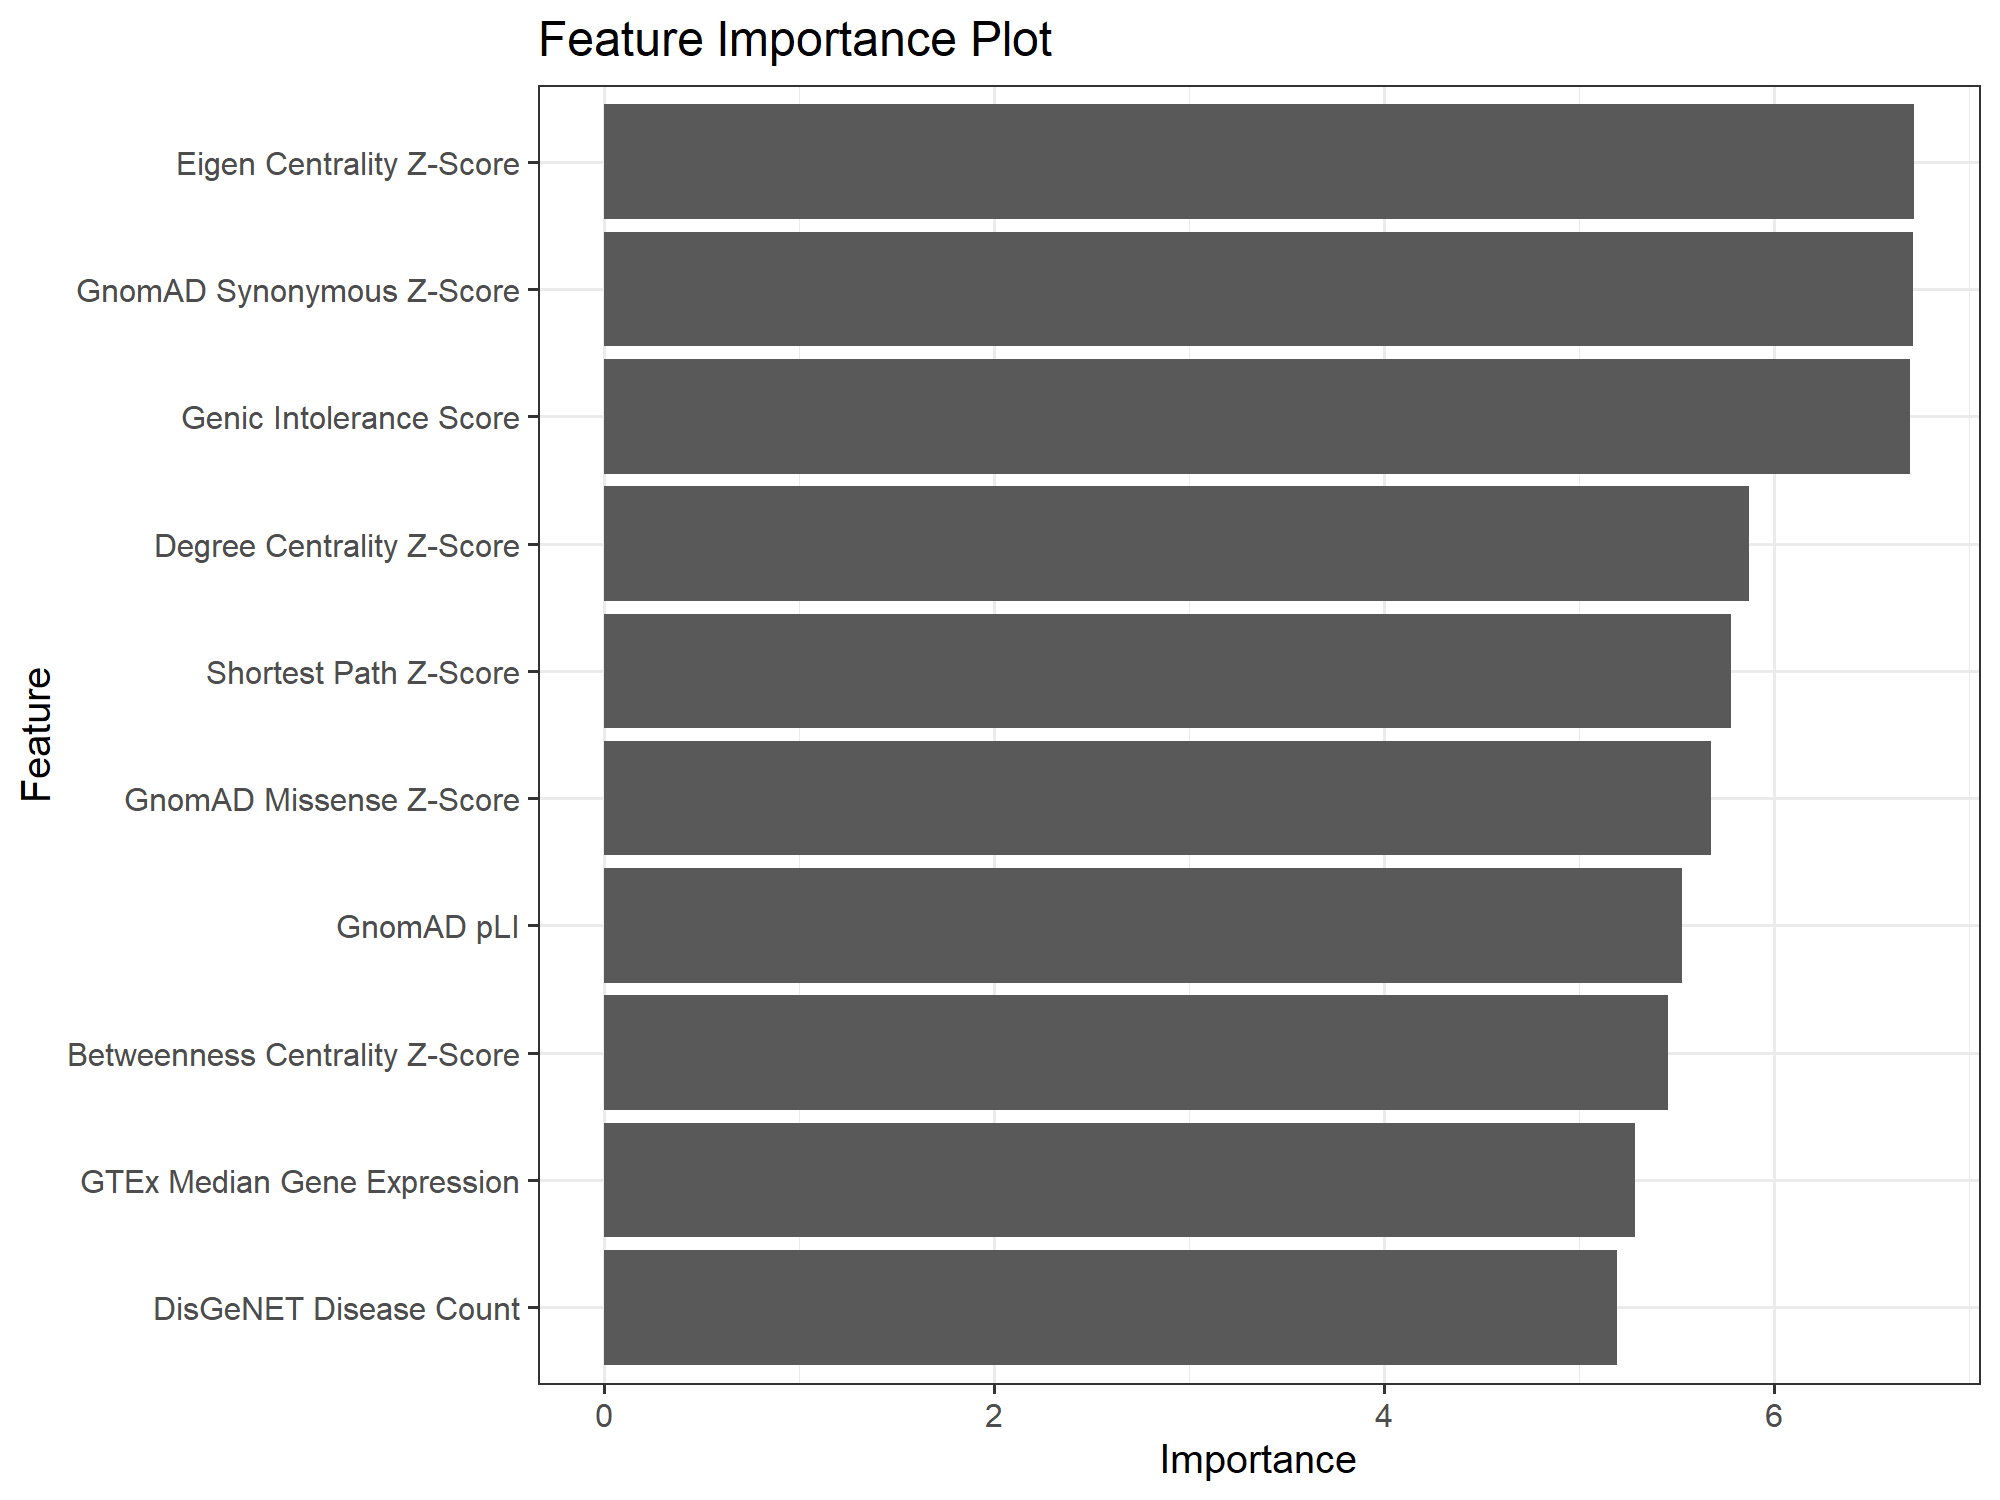 Feature Importance Plot
Feature
Eigen Centrality Z-Score
GnomAD Synonymous Z-Score
Genic Intolerance Score
Degree Centrality Z-Score
Shortest Path Z-Score
GnomAD Missense Z-Score
GnomAD pLI
Betweenness Centrality Z-Score
GTEx Median Gene Expression
DisGeNET Disease Count
0 2 4 6
Importance